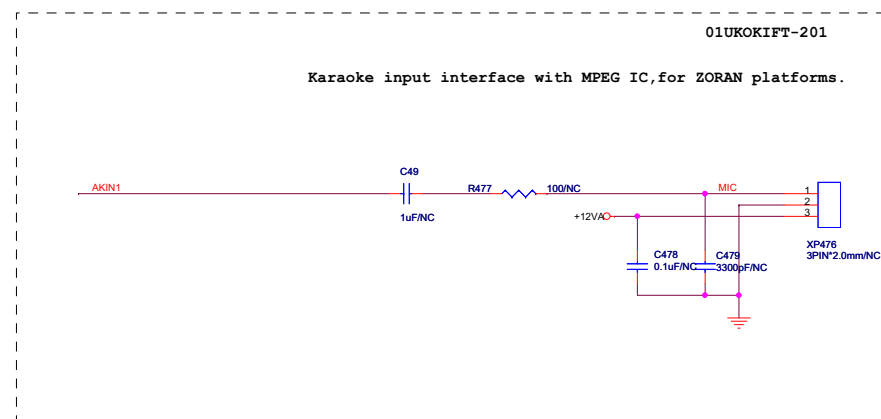 01UKOKIFT-201
Karaoke input interface with MPEG IC,for ZORAN platforms.
C49
AKIN1
R477
100/NC
MIC
1
1uF/NC
2
+12VA
3
XP476
3PIN*2.0mm/NC
C478
0.1uF/NC
C479
3300pF/NC